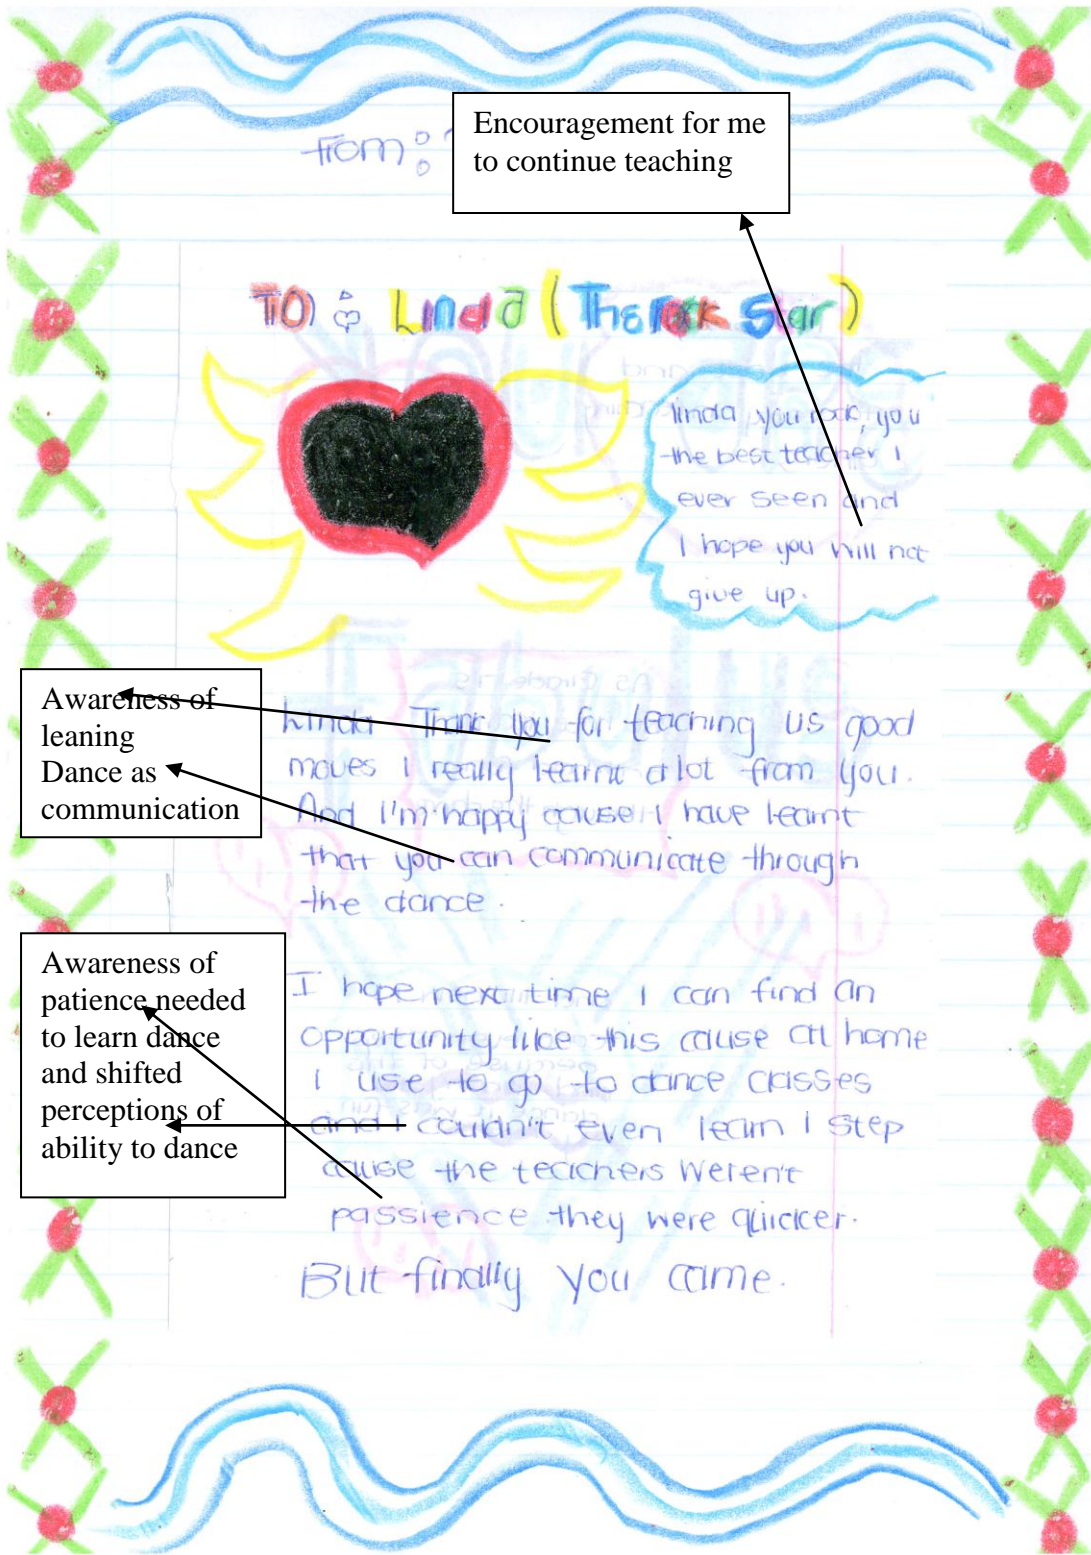 from:
Encouragement for me
to continue teaching
TO: Linda (The rock Star)
linda you rock, you
the best teacher I
ever seen and
I hope you will not
give up.
Awareness of
leaning
Dance as
communication
Linda Thank you for teaching us good
moves I really learnt alot from you.
And I'm happy cause I have learnt
that you can communicate through
the dance.
Awareness of
patience needed
to learn dance
and shifted
perceptions of
ability to dance
I hope next time I can find an
opportunity like this cause at home
I use to go to dance classes
and I couldn't even learn 1 step
cause the teachers weren't
passience they were quicker.
But finally you came.